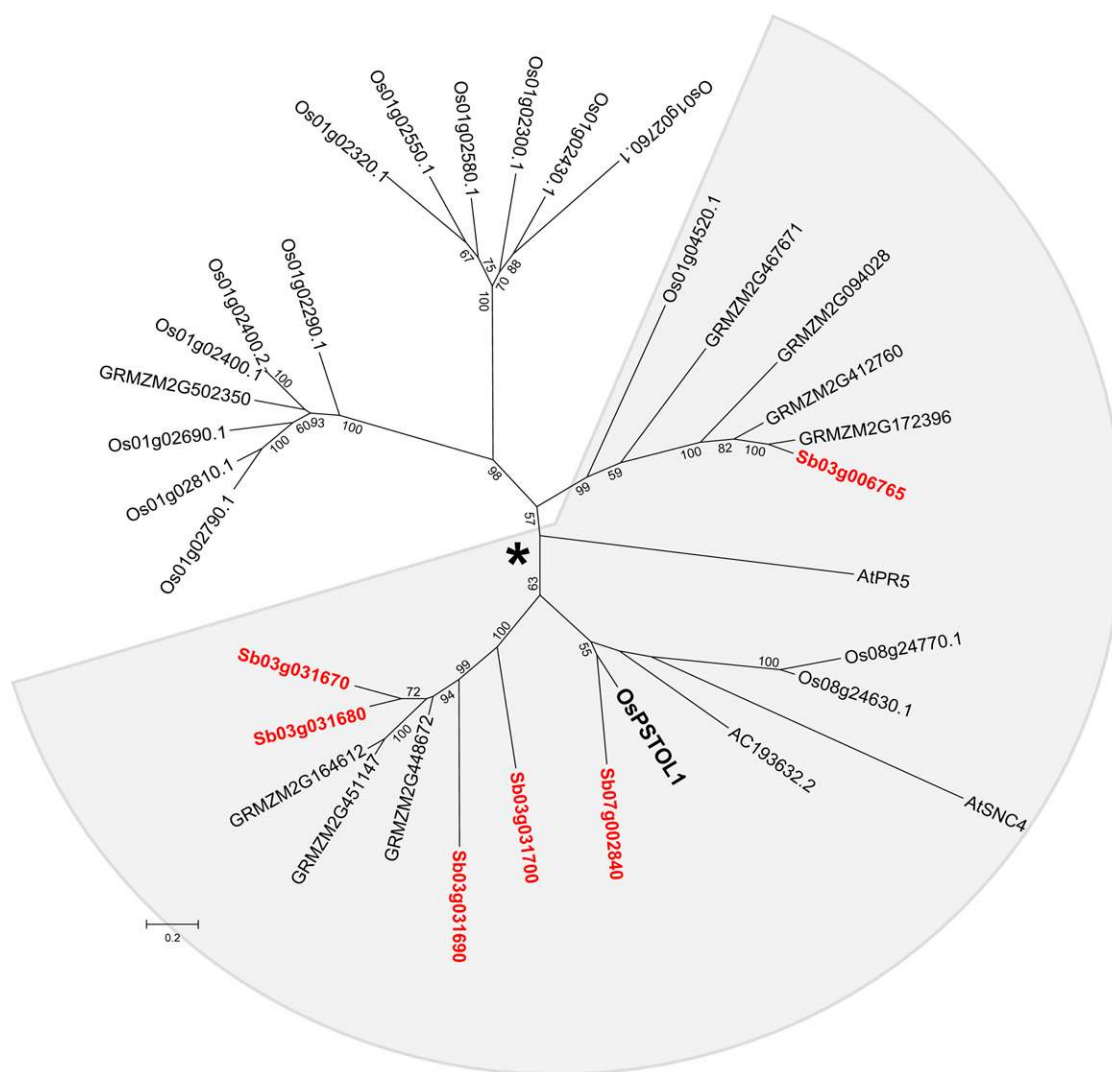 Os01g02320.1
Os01g02550.1
Os01g02580.1
Os01g02300.1
Os01g02430.1
Os01g02760.1
67
75
70
88
100
Os01g04520.1
GRMZM2G467671
GRMZM2G094028
GRMZM2G412760
GRMZM2G172396
Sb03g006765
99
59
100
82
100
Os01g02290.1
Os01g02400.2
Os01g02400.1
GRMZM2G502350
Os01g02690.1
Os01g02810.1
Os01g02790.1
100
60
93
100
100
98
57
*
63
AtPR5
Os08g24770.1
Os08g24630.1
100
AtSNC4
AC193632.2
OsPSTOL1
Sb07g002840
55
100
99
94
72
100
Sb03g031670
Sb03g031680
GRMZM2G164612
GRMZM2G451147
GRMZM2G448672
Sb03g031690
Sb03g031700
0.2